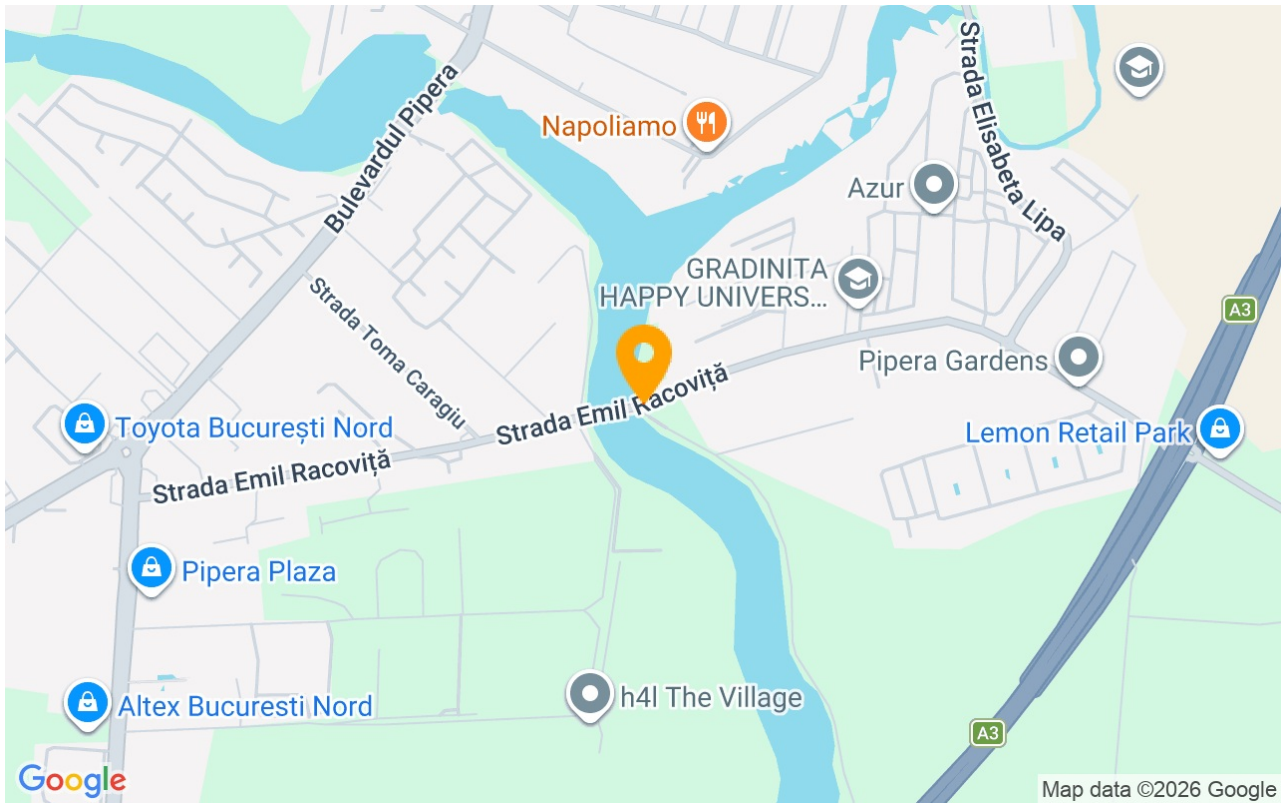 Strada Elisabeta Lipa
Bulevardul Pipera
Napoliamo
Azur
GRADINITA
HAPPY UNIVERS...
Strada Toma Caragiu
A3
Pipera Gardens
Strada Emil Racoviță
Toyota București Nord
Lemon Retail Park
Strada Emil Racoviță
Pipera Plaza
h4l The Village
Altex Bucuresti Nord
A3
Google
Map data ©2026 Google